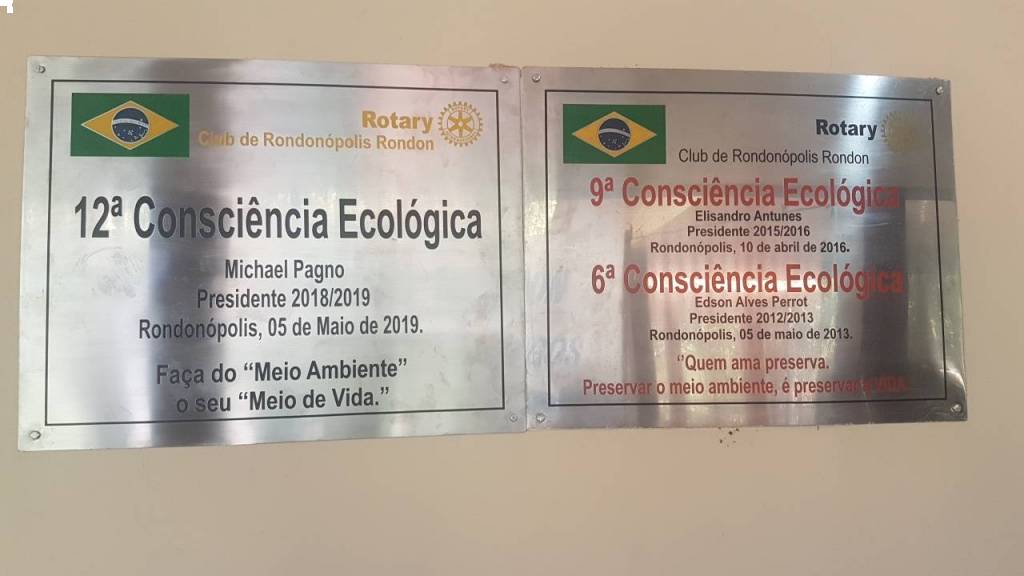 Rotary
Club de Rondonópolis Rondon
12ª Consciência Ecológica
Michael Pagno
Presidente 2018/2019
Rondonópolis, 05 de Maio de 2019.
Faça do “Meio Ambiente”
o seu “Meio de Vida.”
Rotary
Club de Rondonópolis Rondon
9ª Consciência Ecológica
Elisandro Antunes
Presidente 2015/2016
Rondonópolis, 10 de abril de 2016.
6ª Consciência Ecológica
Edson Alves Perrot
Presidente 2012/2013
Rondonópolis, 05 de maio de 2013.
"Quem ama preserva.
Preservar o meio ambiente, é preservar a VIDA.